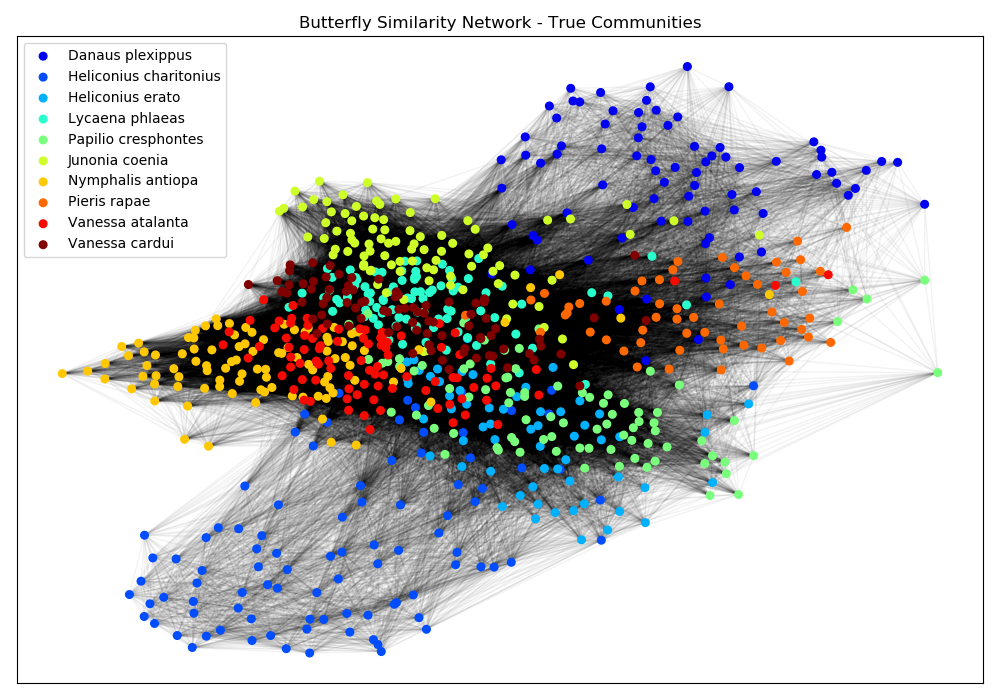 Butterfly Similarity Network - True Communities
Danaus plexippus
Heliconius charitonius
Heliconius erato
Lycaena phlaeas
Papilio cresphontes
Junonia coenia
Nymphalis antiopa
Pieris rapae
Vanessa atalanta
Vanessa cardui